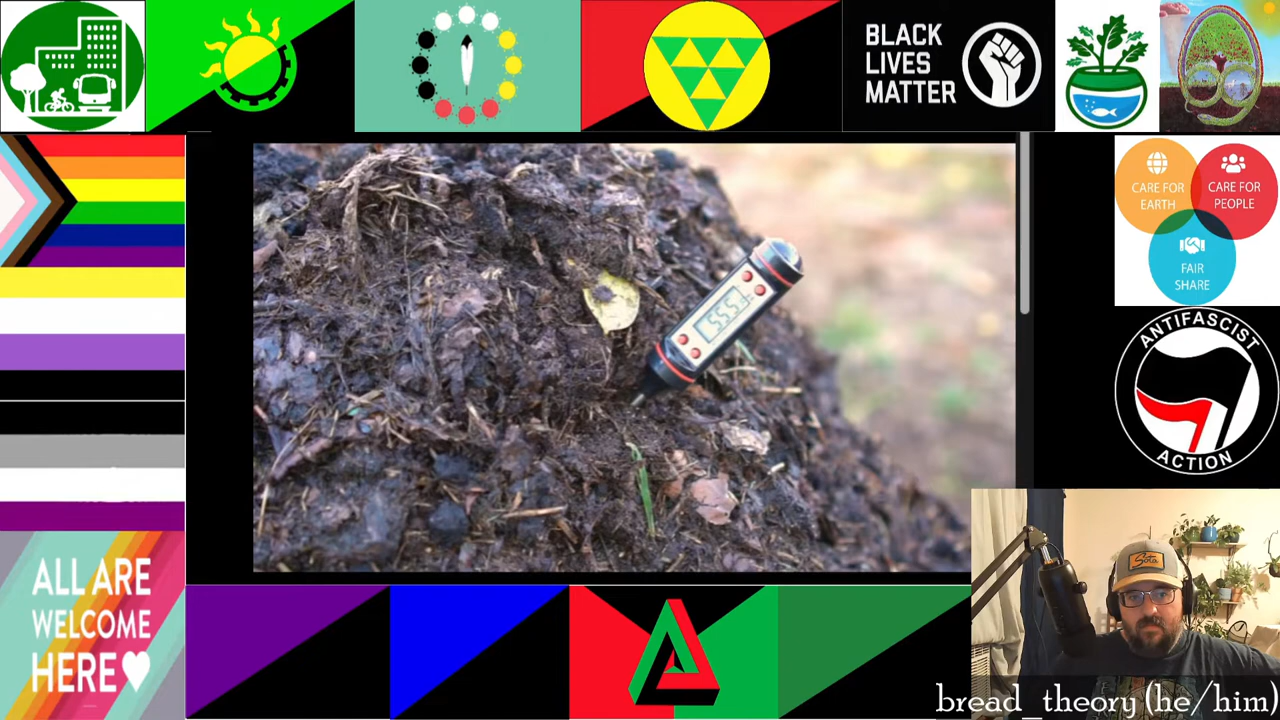 BLACK
LIVES
MATTER
CARE FOR
EARTH
CARE FOR
PEOPLE
FAIR
SHARE
555
ANTIFASCIST
ACTION
ALL ARE
WELCOME
HERE
bread_theory (he/him)